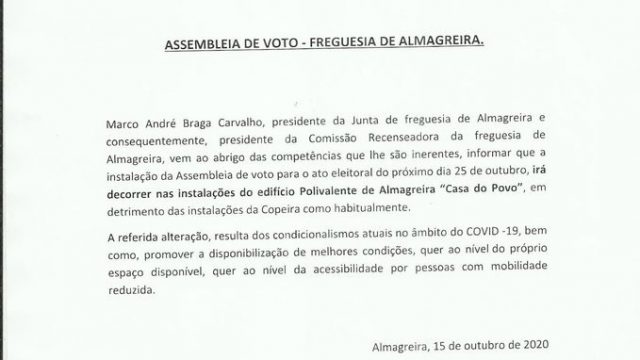 ASSEMBLEIA DE VOTO - FREGUESIA DE ALMAGREIRA.
Marco André Braga Carvalho, presidente da Junta de freguesia de Almagreira e
consequentemente, presidente da Comissão Recenseadora da freguesia de
Almagreira, vem ao abrigo das competências que lhe são inerentes, informar que a
instalação da Assembleia de voto para o ato eleitoral do próximo dia 25 de outubro, irá
decorrer nas instalações do edifício Polivalente de Almagreira “Casa do Povo”, em
detrimento das instalações da Copeira como habitualmente.
A referida alteração, resulta dos condicionalismos atuais no âmbito do COVID -19, bem
como, promover a disponibilização de melhores condições, quer ao nível do próprio
espaço disponível, quer ao nível da acessibilidade por pessoas com mobilidade
reduzida.
Almagreira, 15 de outubro de 2020